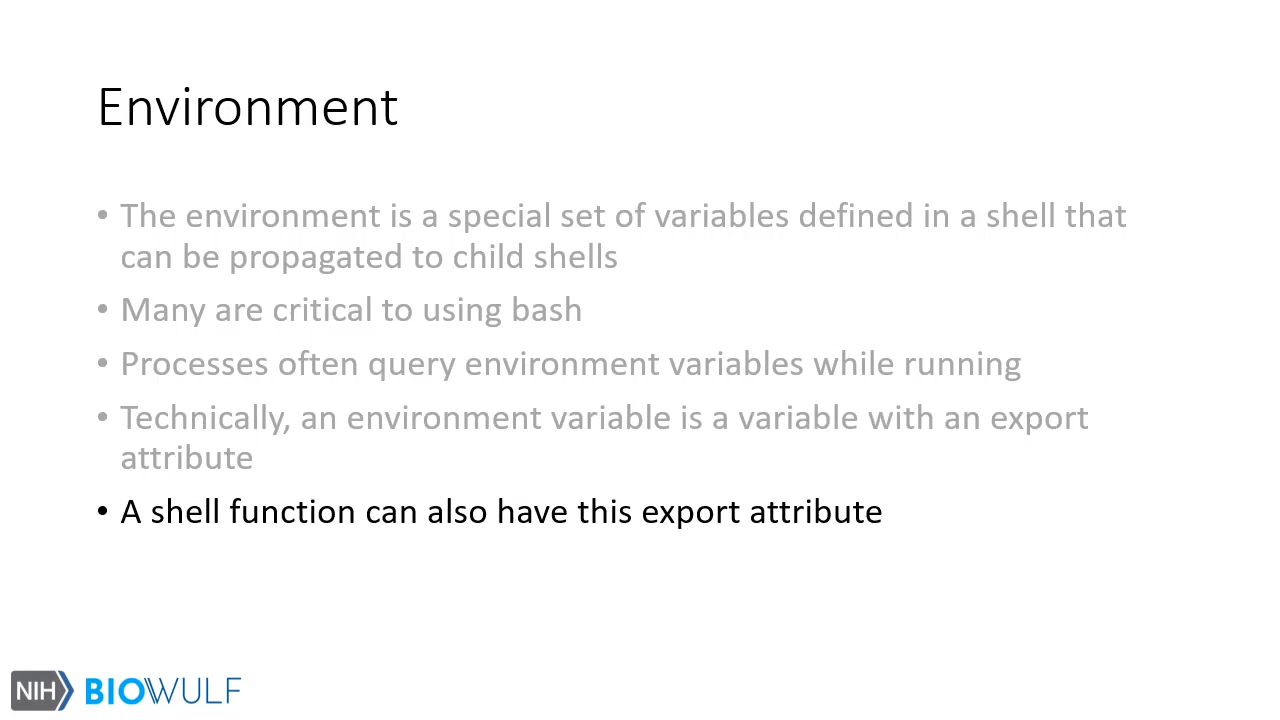 Environment
• The environment is a special set of variables defined in a shell that
can be propagated to child shells
• Many are critical to using bash
• Processes often query environment variables while running
• Technically, an environment variable is a variable with an export
attribute
• A shell function can also have this export attribute
NIH BIOWULF